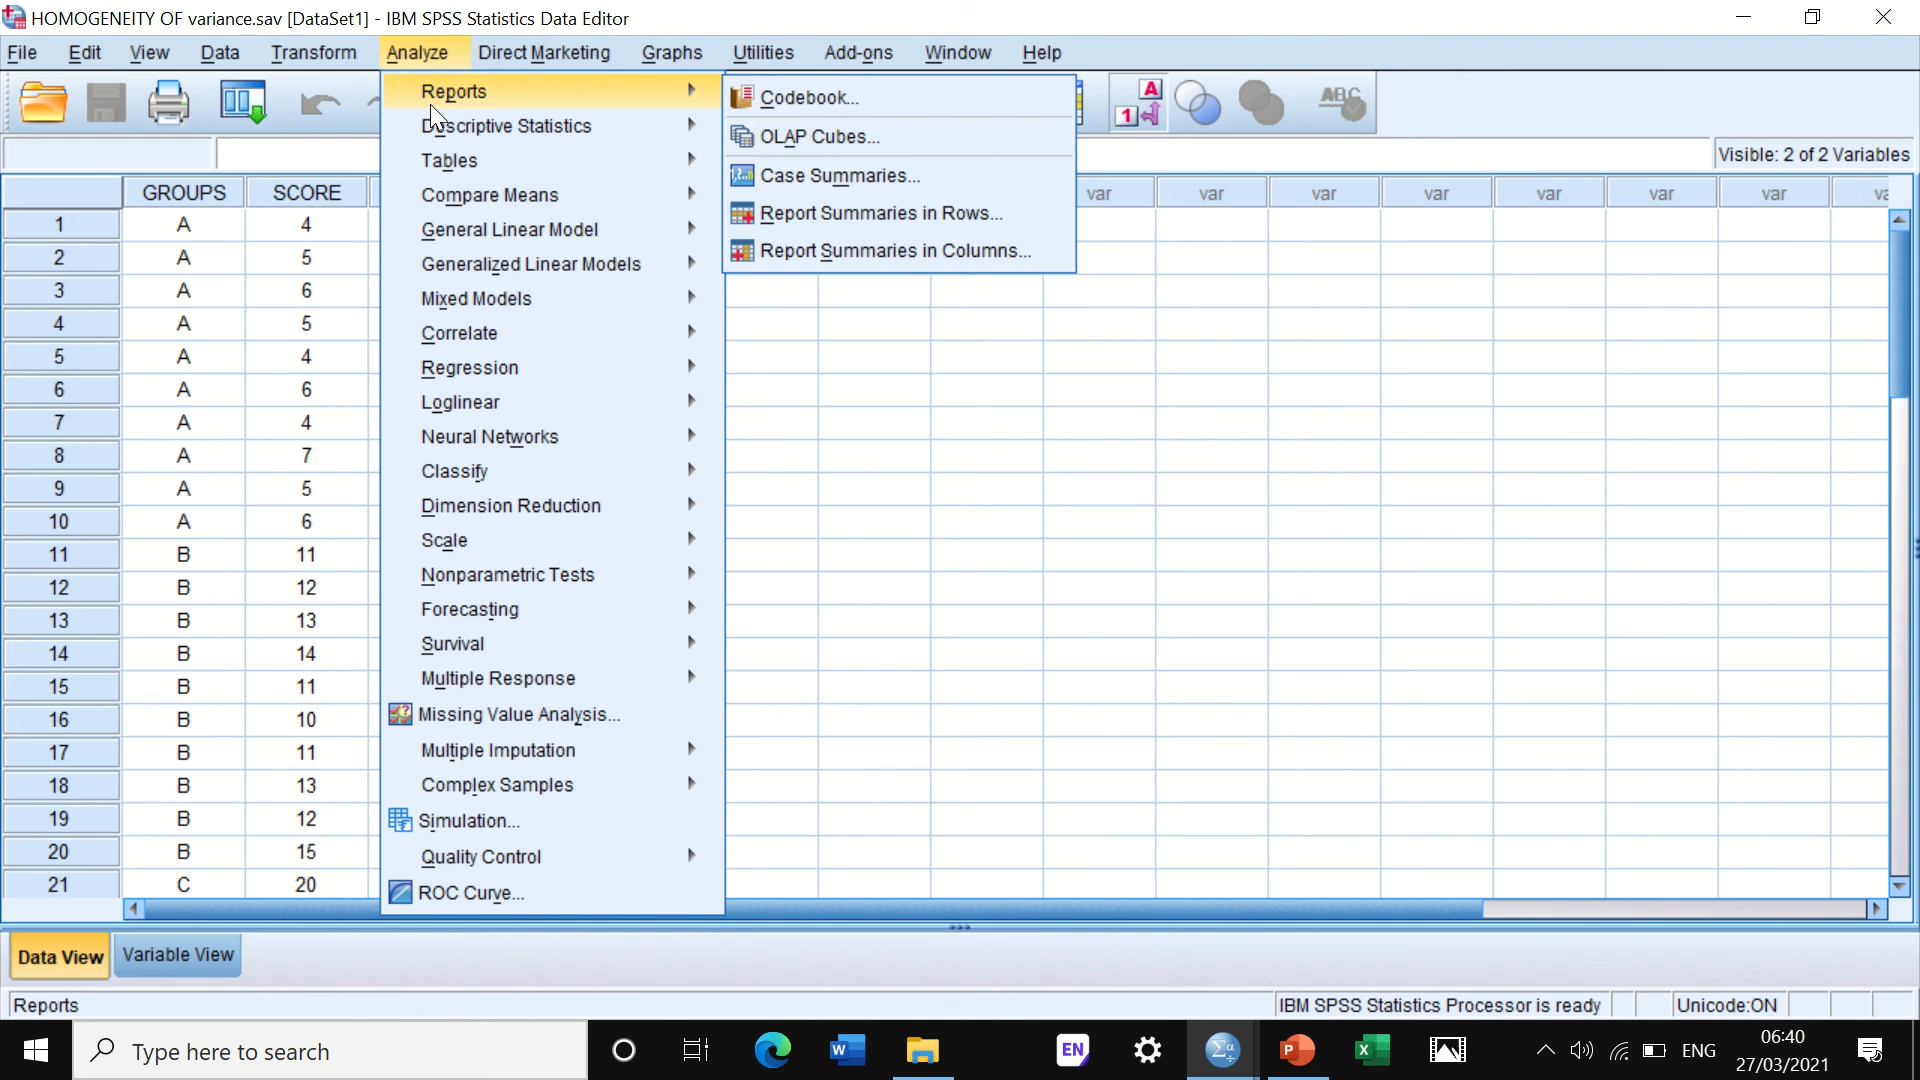 HOMOGENEITY OF variance.sav [DataSet1] - IBM SPSS Statistics Data Editor
File Edit View Data Transform Analyze Direct Marketing Graphs Utilities Add-ons Window Help
A
1
ABC
Visible: 2 of 2 Variables
Reports
Descriptive Statistics
Tables
Compare Means
General Linear Model
Generalized Linear Models
Mixed Models
Correlate
Regression
Loglinear
Neural Networks
Classify
Dimension Reduction
Scale
Nonparametric Tests
Forecasting
Survival
Multiple Response
Missing Value Analysis...
Multiple Imputation
Complex Samples
Simulation...
Quality Control
ROC Curve...
Codebook...
OLAP Cubes...
Case Summaries...
Report Summaries in Rows...
Report Summaries in Columns...
GROUPS SCORE var var var var var var var
1 A 4
2 A 5
3 A 6
4 A 5
5 A 4
6 A 6
7 A 4
8 A 7
9 A 5
10 A 6
11 B 11
12 B 12
13 B 13
14 B 14
15 B 11
16 B 10
17 B 11
18 B 13
19 B 12
20 B 15
21 C 20
Data View Variable View
Reports IBM SPSS Statistics Processor is ready Unicode:ON
Type here to search EN ENG 06:40
27/03/2021